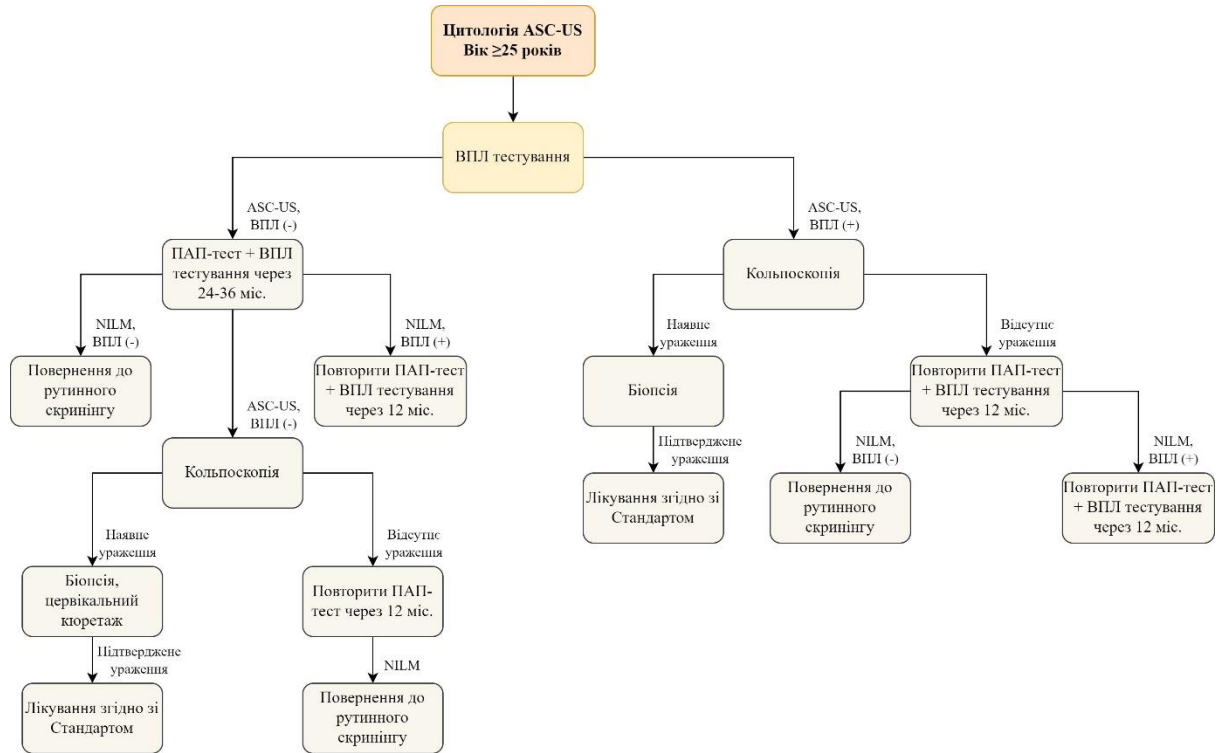 Цитологія ASC-US
Вік ≥25 років
ВПЛ тестування
ASC-US,
ВПЛ (-)
ASC-US,
ВПЛ (+)
ПАП-тест + ВПЛ
тестування через
24-36 міс.
Кольпоскопія
NILM,
ВПЛ (-)
NILM,
ВПЛ (+)
Наявне
ураження
Відсутнє
ураження
Повернення до
рутинного
скринінгу
Повторити ПАП-тест
+ ВПЛ тестування
через 12 міс.
Біопсія
Повторити ПАП-тест
+ ВПЛ тестування
через 12 міс.
ASC-US,
ВПЛ (-)
Підтверджене
ураження
NILM,
ВПЛ (-)
NILM,
ВПЛ (+)
Кольпоскопія
Лікування згідно зі
Стандартом
Повернення до
рутинного
скринінгу
Повторити ПАП-тест
+ ВПЛ тестування
через 12 міс.
Наявне
ураження
Відсутнє
ураження
Біопсія,
цервікальний
кюретаж
Повторити ПАП-
тест через 12 міс.
Підтверджене
ураження
NILM
Лікування згідно зі
Стандартом
Повернення до
рутинного
скринінгу